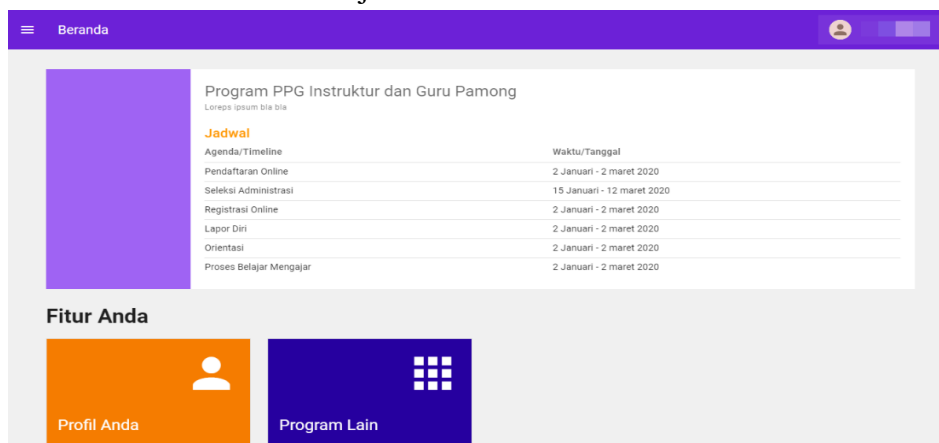 Beranda
Program PPG Instruktur dan Guru Pamong
Loreps ipsum bla bla
Jadwal
Agenda/Timeline Waktu/Tanggal
Pendaftaran Online 2 Januari - 2 maret 2020
Seleksi Administrasi 15 Januari - 12 maret 2020
Registrasi Online 2 Januari - 2 maret 2020
Lapor Diri 2 Januari - 2 maret 2020
Orientasi 2 Januari - 2 maret 2020
Proses Belajar Mengajar 2 Januari - 2 maret 2020
Fitur Anda
Profil Anda Program Lain